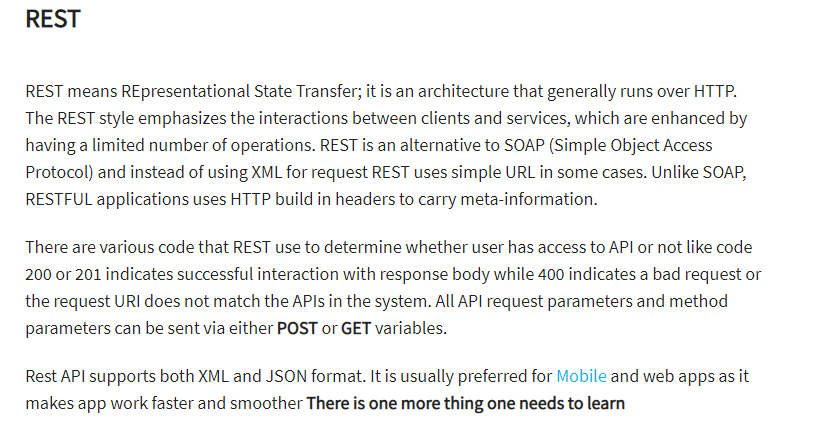 REST
REST means REpresentational State Transfer; it is an architecture that generally runs over HTTP.
The REST style emphasizes the interactions between clients and services, which are enhanced by
having a limited number of operations. REST is an alternative to SOAP (Simple Object Access
Protocol) and instead of using XML for request REST uses simple URL in some cases. Unlike SOAP,
RESTFUL applications uses HTTP build in headers to carry meta-information.
There are various code that REST use to determine whether user has access to API or not like code
200 or 201 indicates successful interaction with response body while 400 indicates a bad request or
the request URI does not match the APIs in the system. All API request parameters and method
parameters can be sent via either POST or GET variables.
Rest API supports both XML and JSON format. It is usually preferred for Mobile and web apps as it
makes app work faster and smoother There is one more thing one needs to learn